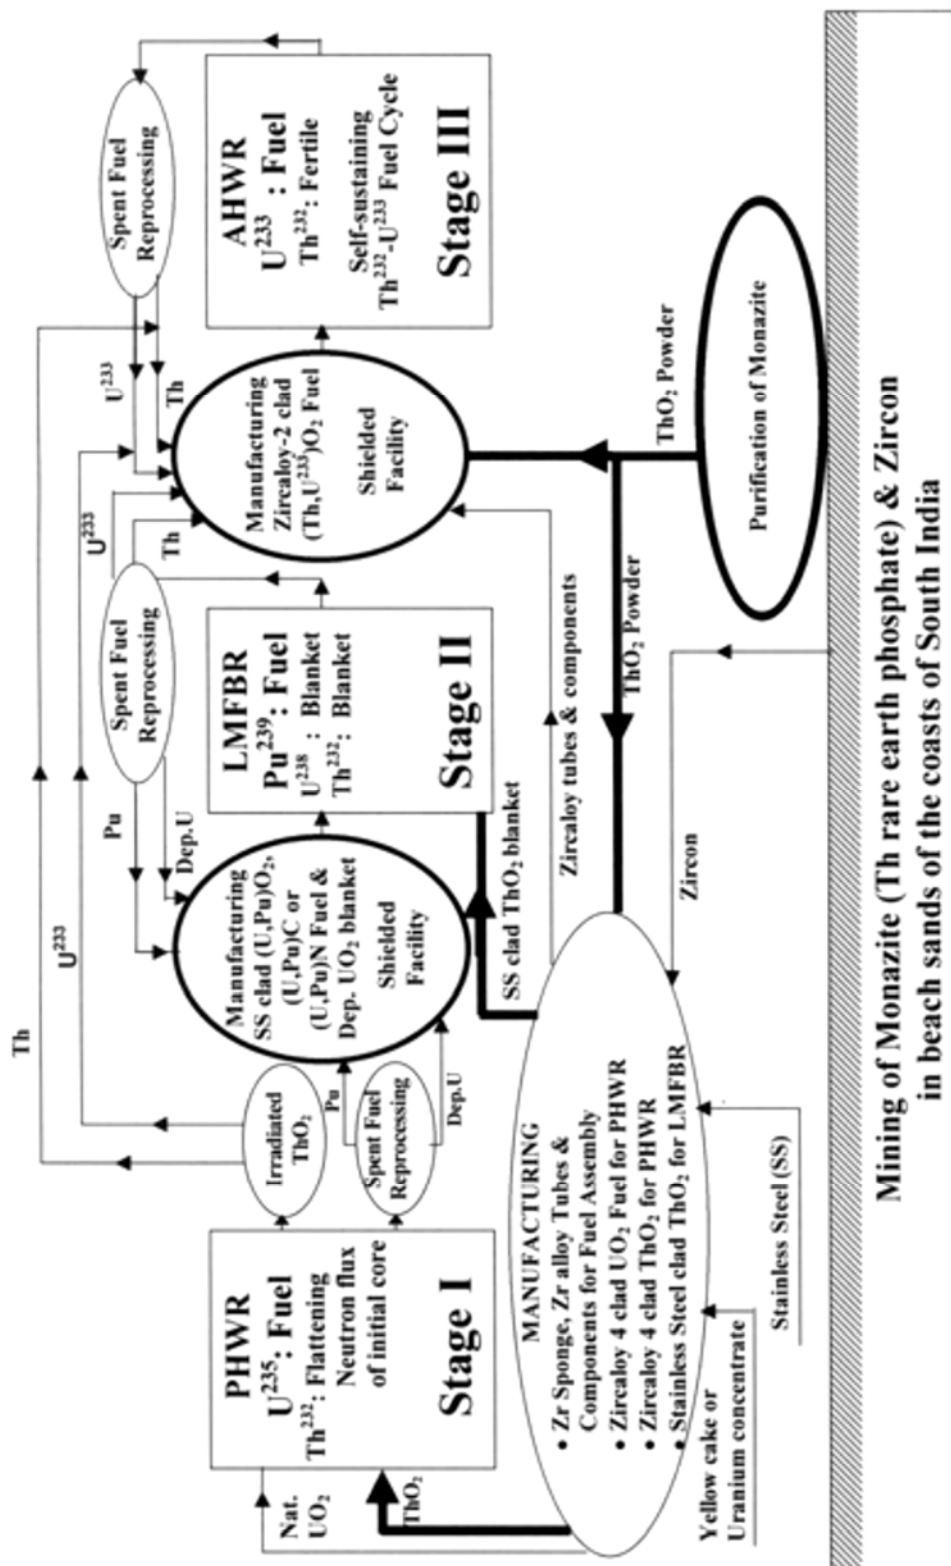 Th
U²³³
U²³³
Th
U²³³
Th
Spent Fuel
Reprocessing
Spent Fuel
Reprocessing
Pu
Dep.U
PHWR
U²³⁵: Fuel
Th²³²: Flattening
Neutron flux
of initial core
Stage I
Nat.
UO₂
ThO₂
Irradiated
ThO₂
Spent Fuel
Reprocessing
Pu
Dep.U
Manufacturing
SS clad (U,Pu)O₂,
(U,Pu)C or
(U,Pu)N Fuel &
Dep. UO₂ blanket
Shielded
Facility
LMFBR
Pu²³⁹: Fuel
U²³⁸ : Blanket
Th²³²: Blanket
Stage II
Manufacturing
Zircaloy-2 clad
(Th,U²³³)O₂ Fuel
Shielded
Facility
AHWR
U²³³ : Fuel
Th²³²: Fertile
Self-sustaining
Th²³²-U²³³ Fuel Cycle
Stage III
SS clad ThO₂ blanket
Zircaloy tubes & components
ThO₂ Powder
ThO₂ Powder
Zircon
MANUFACTURING
• Zr Sponge, Zr alloy Tubes &
Components for Fuel Assembly
• Zircaloy 4 clad UO₂ Fuel for PHWR
• Zircaloy 4 clad ThO₂ for PHWR
• Stainless Steel clad ThO₂ for LMFBR
Purification of Monazite
Yellow cake or
Uranium concentrate
Stainless Steel (SS)
Mining of Monazite (Th rare earth phosphate) & Zircon
in beach sands of the coasts of South India